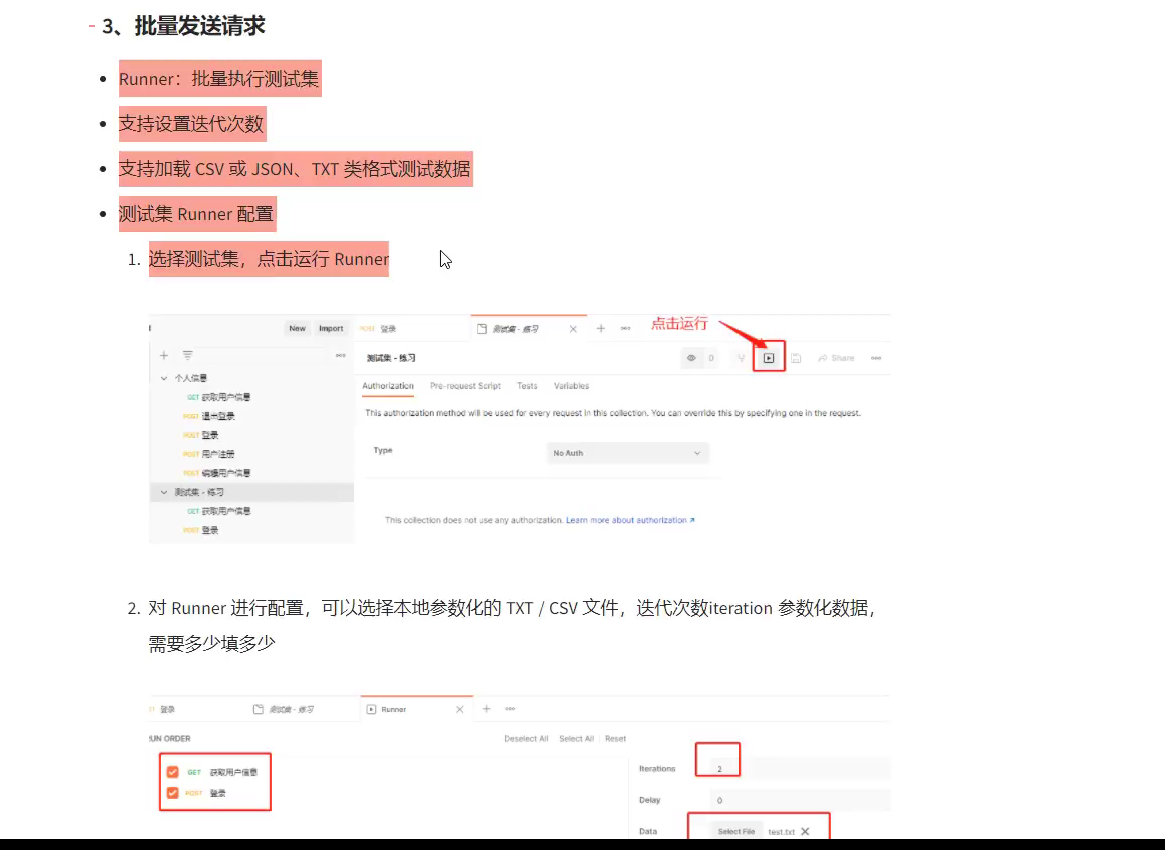 - 3、批量发送请求
• Runner：批量执行测试集
• 支持设置迭代次数
• 支持加载 CSV 或 JSON、TXT 类格式测试数据
• 测试集 Runner 配置
1. 选择测试集，点击运行 Runner
点击运行
New Import POST 登录 测试集 - 练习
测试集 - 练习 0 Share
个人信息 Authorization Pre-request Script Tests Variables
GET 获取用户信息 This authorization method will be used for every request in this collection. You can override this by specifying one in the request.
POST 退出登录
POST 登录
POST 用户注册 Type No Auth
POST 编辑用户信息
测试集 - 练习
GET 获取用户信息
POST 登录 This collection does not use any authorization. Learn more about authorization ↗
2. 对 Runner 进行配置，可以选择本地参数化的 TXT / CSV 文件，迭代次数iteration 参数化数据，
需要多少填多少
登录 测试集 - 练习 Runner
RUN ORDER Deselect All Select All Reset
GET 获取用户信息 Iterations 2
POST 登录 Delay 0
Data Select File test.txt